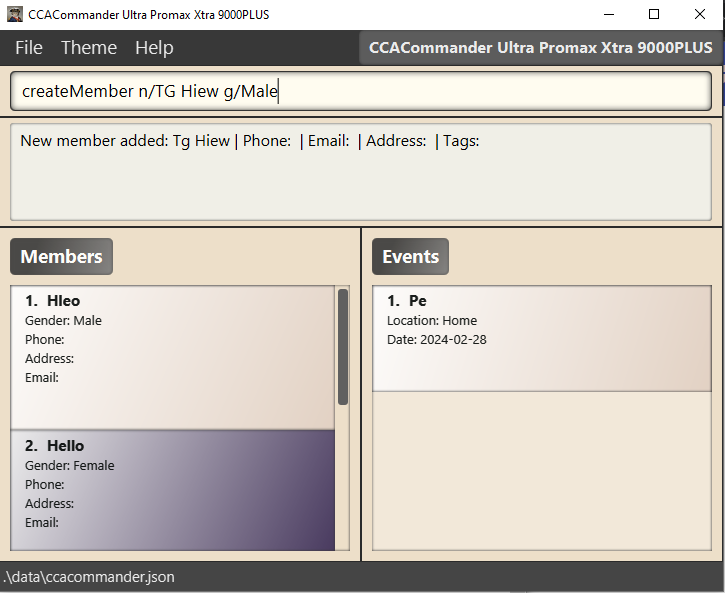 CCACommander Ultra Promax Xtra 9000PLUS
File Theme Help CCACommander Ultra Promax Xtra 9000PLUS
createMember n/TG Hiew g/Male
New member added: Tg Hiew | Phone: | Email: | Address: | Tags:
Members
1. Hleo
Gender: Male
Phone:
Address:
Email:
2. Hello
Gender: Female
Phone:
Address:
Email:
Events
1. Pe
Location: Home
Date: 2024-02-28
.\data\ccacommander.json